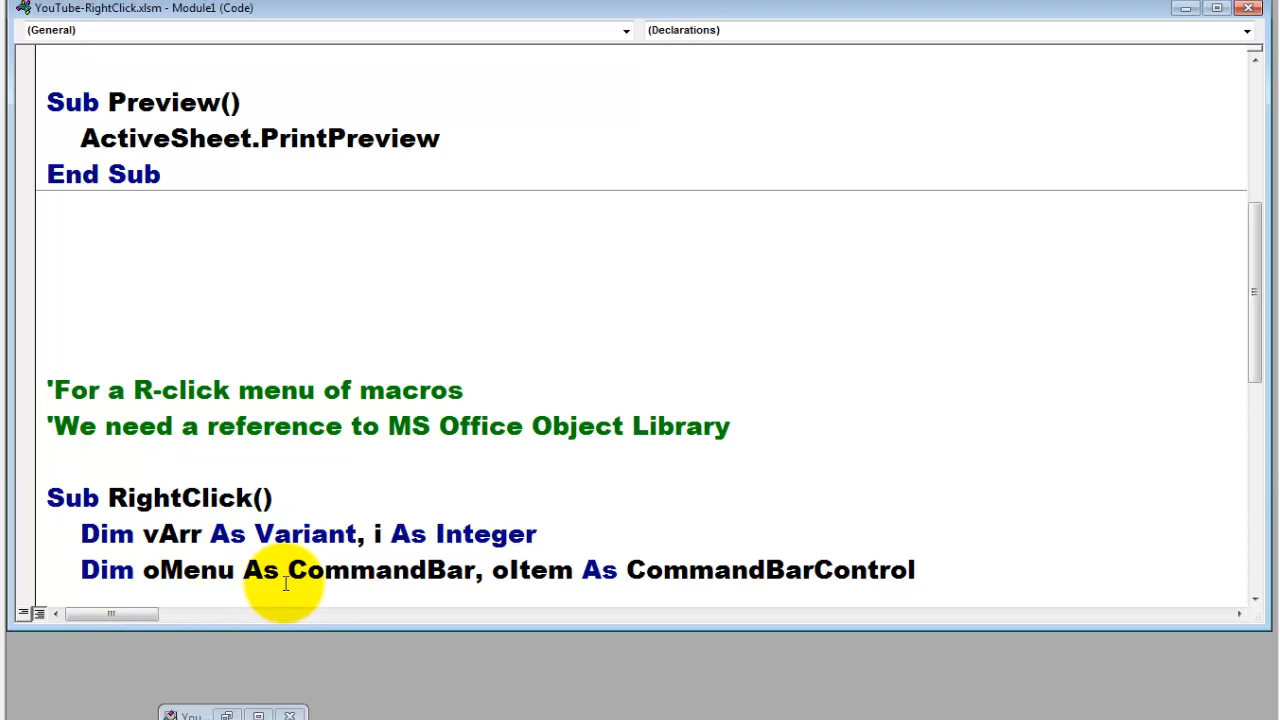 YouTube-RightClick.xlsm - Module1 (Code)
(General)
(Declarations)
Sub Preview()
ActiveSheet.PrintPreview
End Sub
'For a R-click menu of macros
'We need a reference to MS Office Object Library
Sub RightClick()
Dim vArr As Variant, i As Integer
Dim oMenu As CommandBar, oItem As CommandBarControl
You...